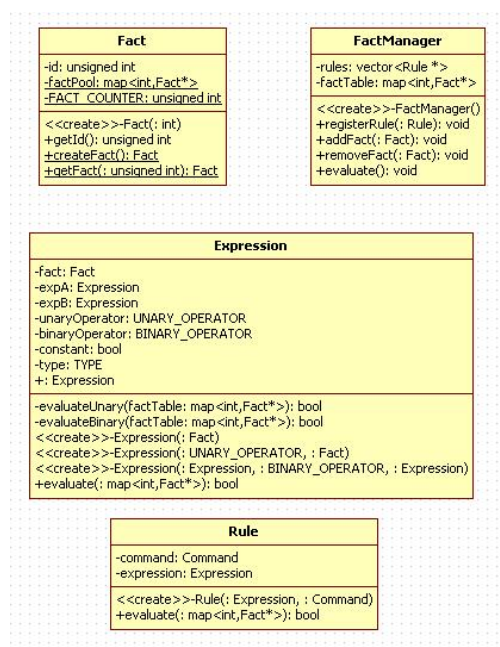 Fact
-id: unsigned int
-factPool: map<int,Fact*>
-FACT_COUNTER: unsigned int
<<create>>-Fact(: int)
+getId(): unsigned int
+createFact(): Fact
+getFact(: unsigned int): Fact
FactManager
-rules: vector<Rule *>
-factTable: map<int,Fact*>
<<create>>-FactManager()
+registerRule(: Rule): void
+addFact(: Fact): void
+removeFact(: Fact): void
+evaluate(): void
Expression
-fact: Fact
-expA: Expression
-expB: Expression
-unaryOperator: UNARY_OPERATOR
-binaryOperator: BINARY_OPERATOR
-constant: bool
-type: TYPE
+: Expression
-evaluateUnary(factTable: map<int,Fact*>): bool
-evaluateBinary(factTable: map<int,Fact*>): bool
<<create>>-Expression(: Fact)
<<create>>-Expression(: UNARY_OPERATOR, : Fact)
<<create>>-Expression(: Expression, : BINARY_OPERATOR, : Expression)
+evaluate(: map<int,Fact*>): bool
Rule
-command: Command
-expression: Expression
<<create>>-Rule(: Expression, : Command)
+evaluate(: map<int,Fact*>): bool